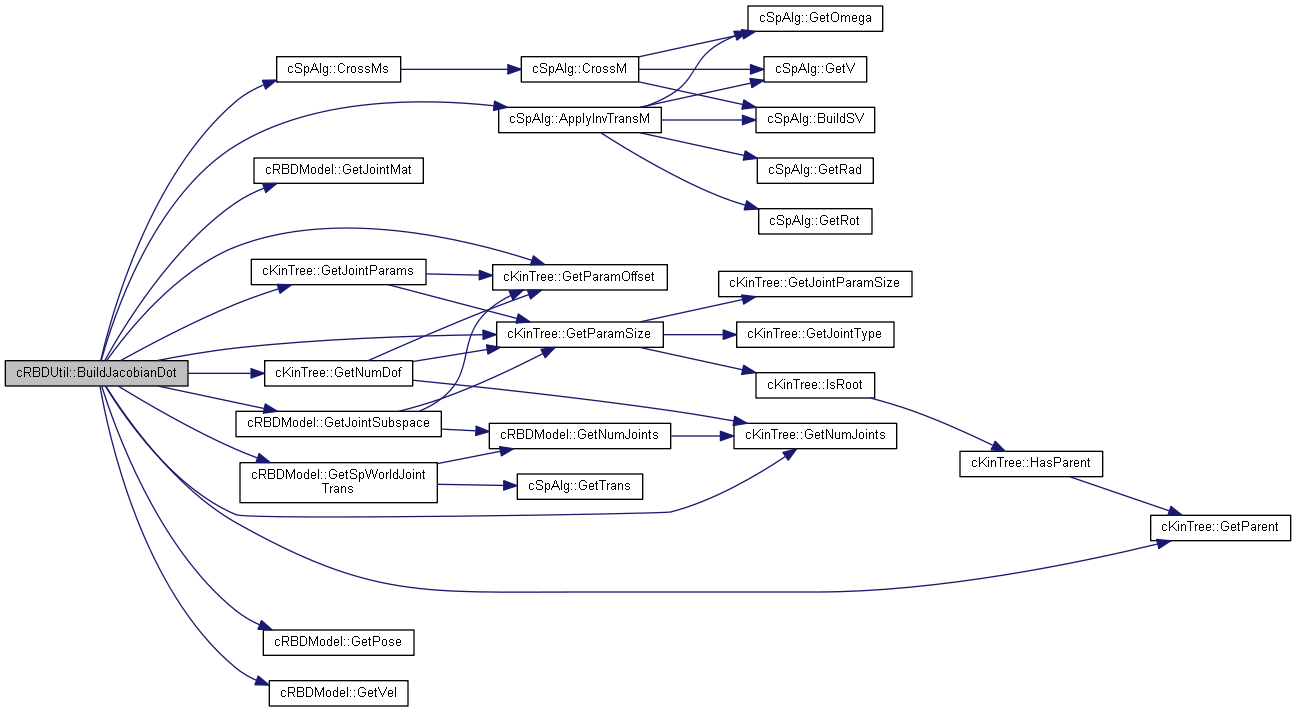 cSpAlg::GetOmega
cSpAlg::CrossMs
cSpAlg::CrossM
cSpAlg::GetV
cSpAlg::ApplyInvTransM
cSpAlg::BuildSV
cRBDModel::GetJointMat
cSpAlg::GetRad
cSpAlg::GetRot
cKinTree::GetJointParams
cKinTree::GetParamOffset
cKinTree::GetJointParamSize
cKinTree::GetParamSize
cKinTree::GetJointType
cRBDUtil::BuildJacobianDot
cKinTree::GetNumDof
cKinTree::IsRoot
cRBDModel::GetJointSubspace
cRBDModel::GetNumJoints
cKinTree::GetNumJoints
cRBDModel::GetSpWorldJoint
Trans
cKinTree::HasParent
cSpAlg::GetTrans
cKinTree::GetParent
cRBDModel::GetPose
cRBDModel::GetVel